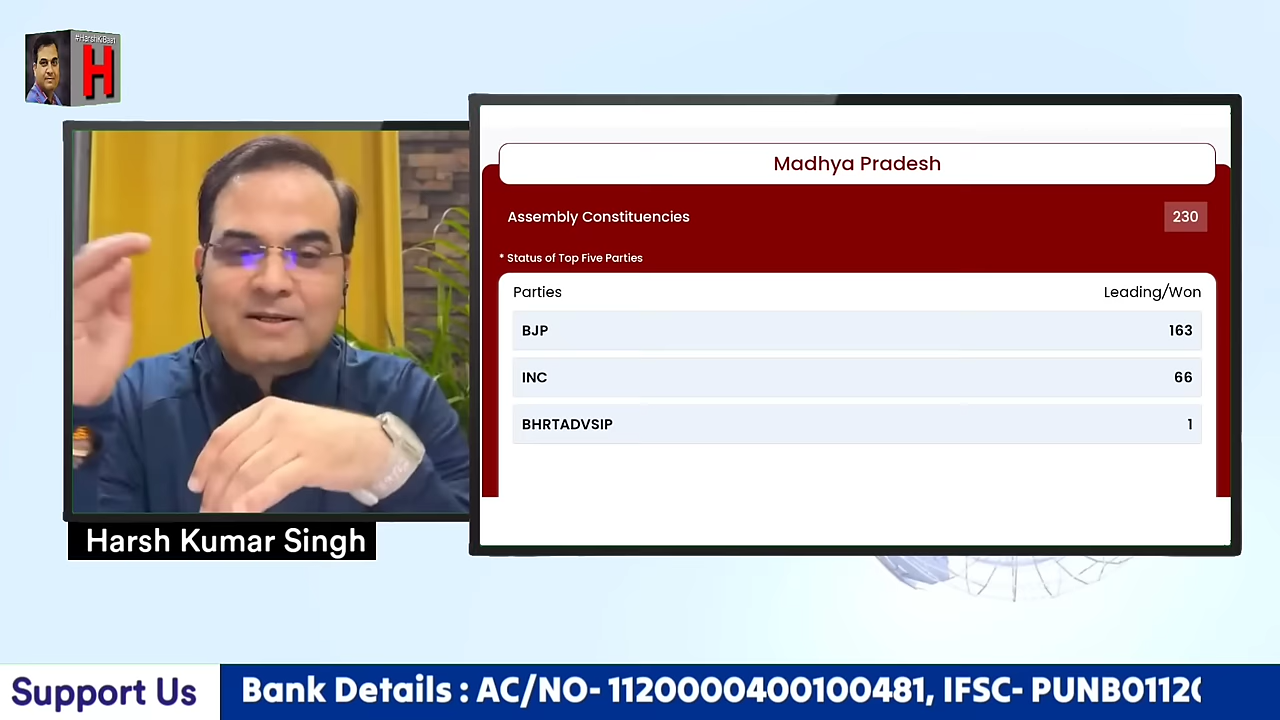 #HarshKiBaat
H
Madhya Pradesh
Assembly Constituencies 230
* Status of Top Five Parties
Parties Leading/Won
BJP 163
INC 66
BHRTADVSIP 1
Harsh Kumar Singh
Support Us Bank Details : AC/NO- 1120000400100481, IFSC- PUNB01120